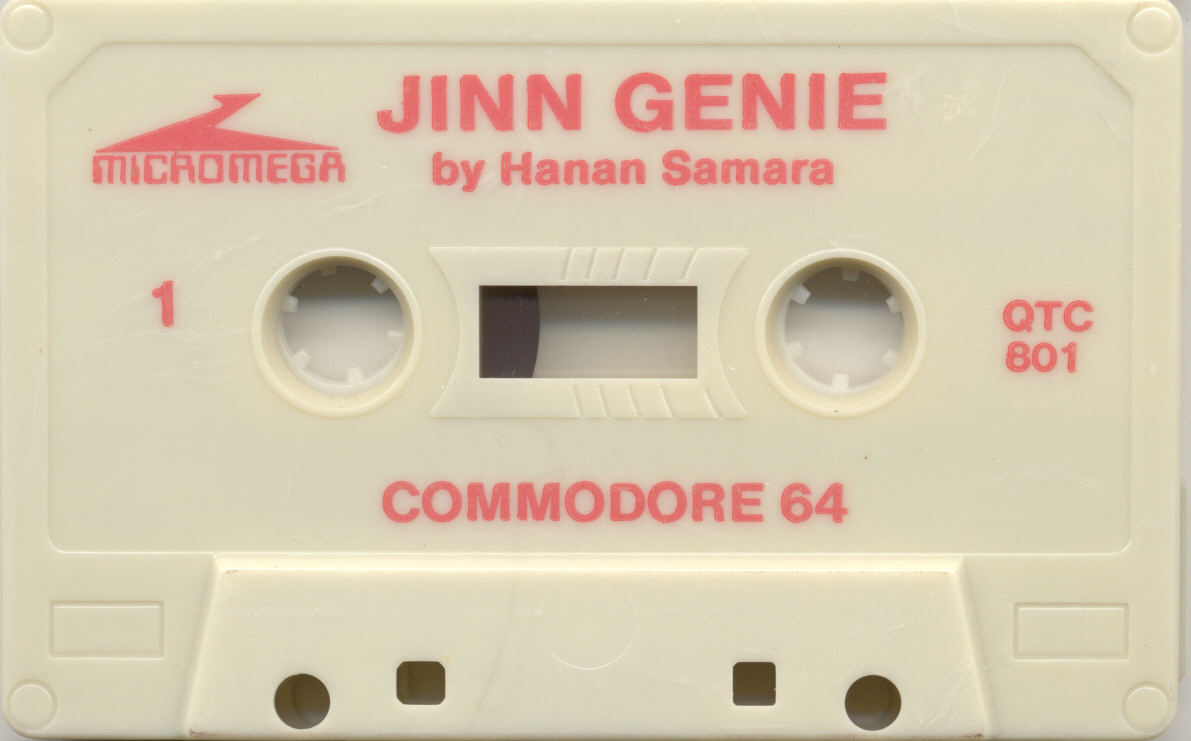 JINN GENIE
MICROMEGA
by Hanan Samara
1
QTC
801
COMMODORE 64